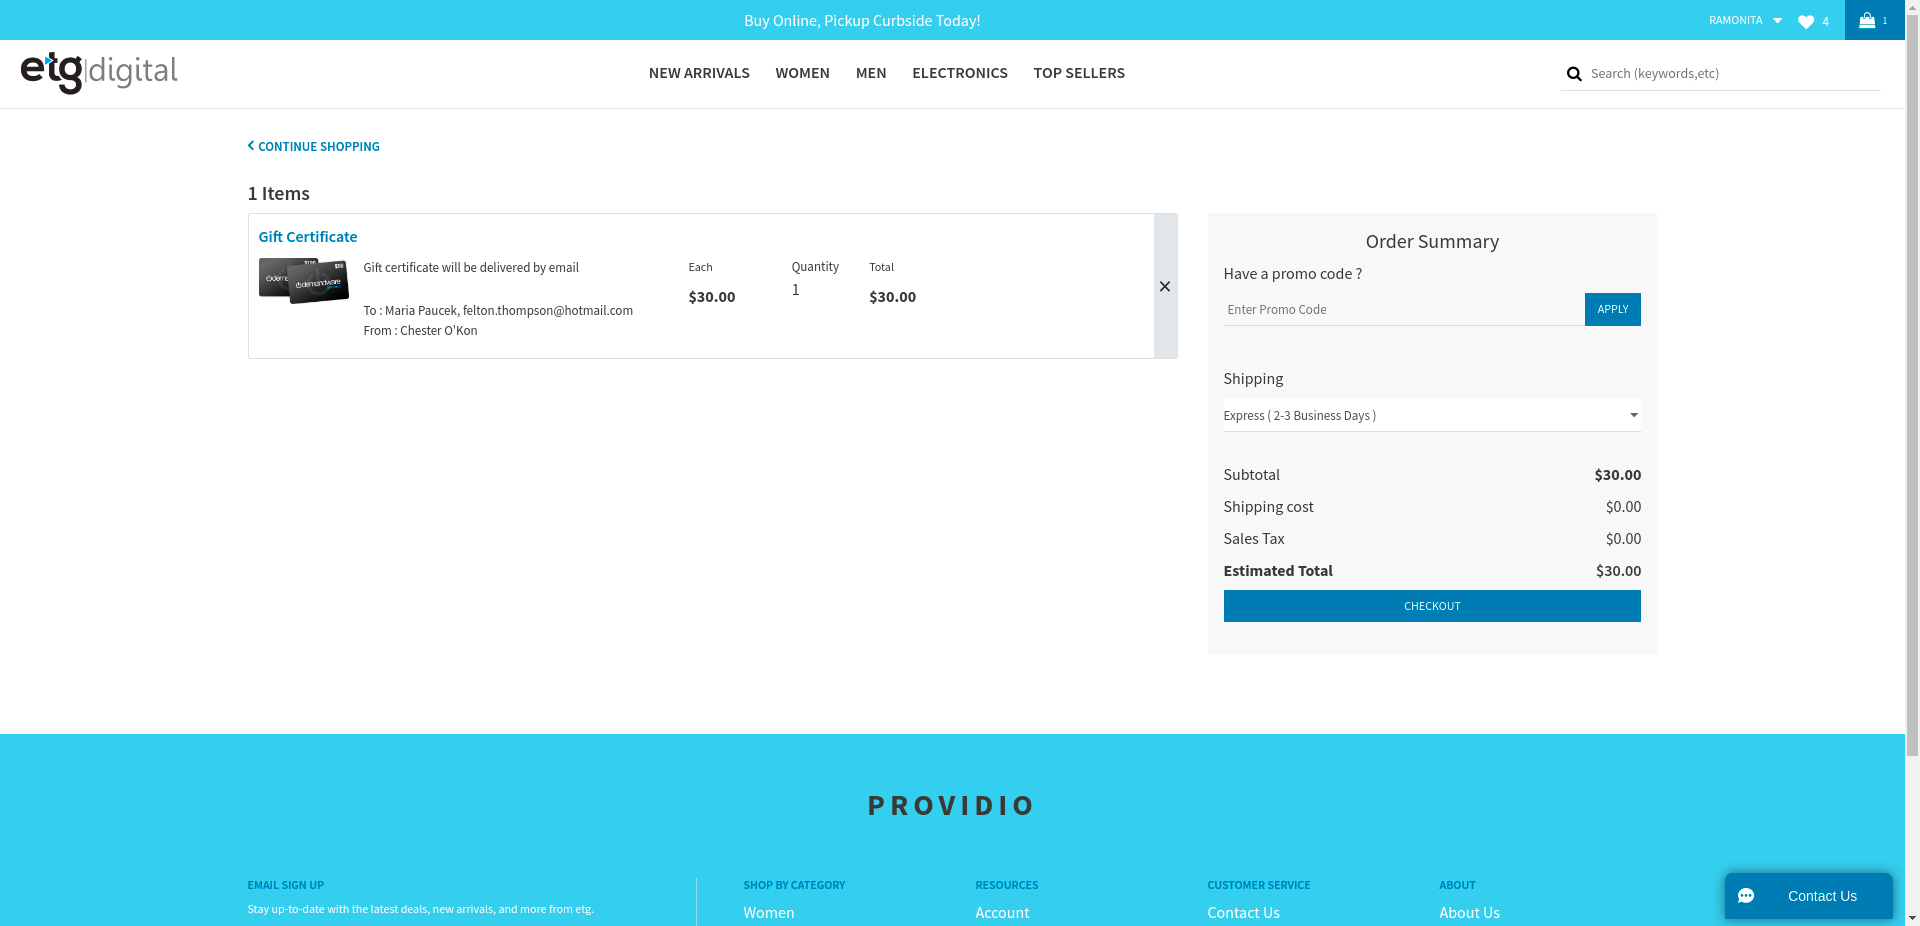 Buy Online, Pickup Curbside Today!
RAMONITA
4
1
etg|digital
NEW ARRIVALS
WOMEN
MEN
ELECTRONICS
TOP SELLERS
Search (keywords,etc)
CONTINUE SHOPPING
1 Items
Gift Certificate
$50
demandware
Gift certificate will be delivered by email
To : Maria Paucek, felton.thompson@hotmail.com
From : Chester O'Kon
Each
$30.00
Quantity
1
Total
$30.00
Order Summary
Have a promo code ?
Enter Promo Code
APPLY
Shipping
Express ( 2-3 Business Days )
Subtotal $30.00
Shipping cost $0.00
Sales Tax $0.00
Estimated Total $30.00
CHECKOUT
PROVIDIO
EMAIL SIGN UP
Stay up-to-date with the latest deals, new arrivals, and more from etg.
SHOP BY CATEGORY
Women
RESOURCES
Account
CUSTOMER SERVICE
Contact Us
ABOUT
About Us
Contact Us